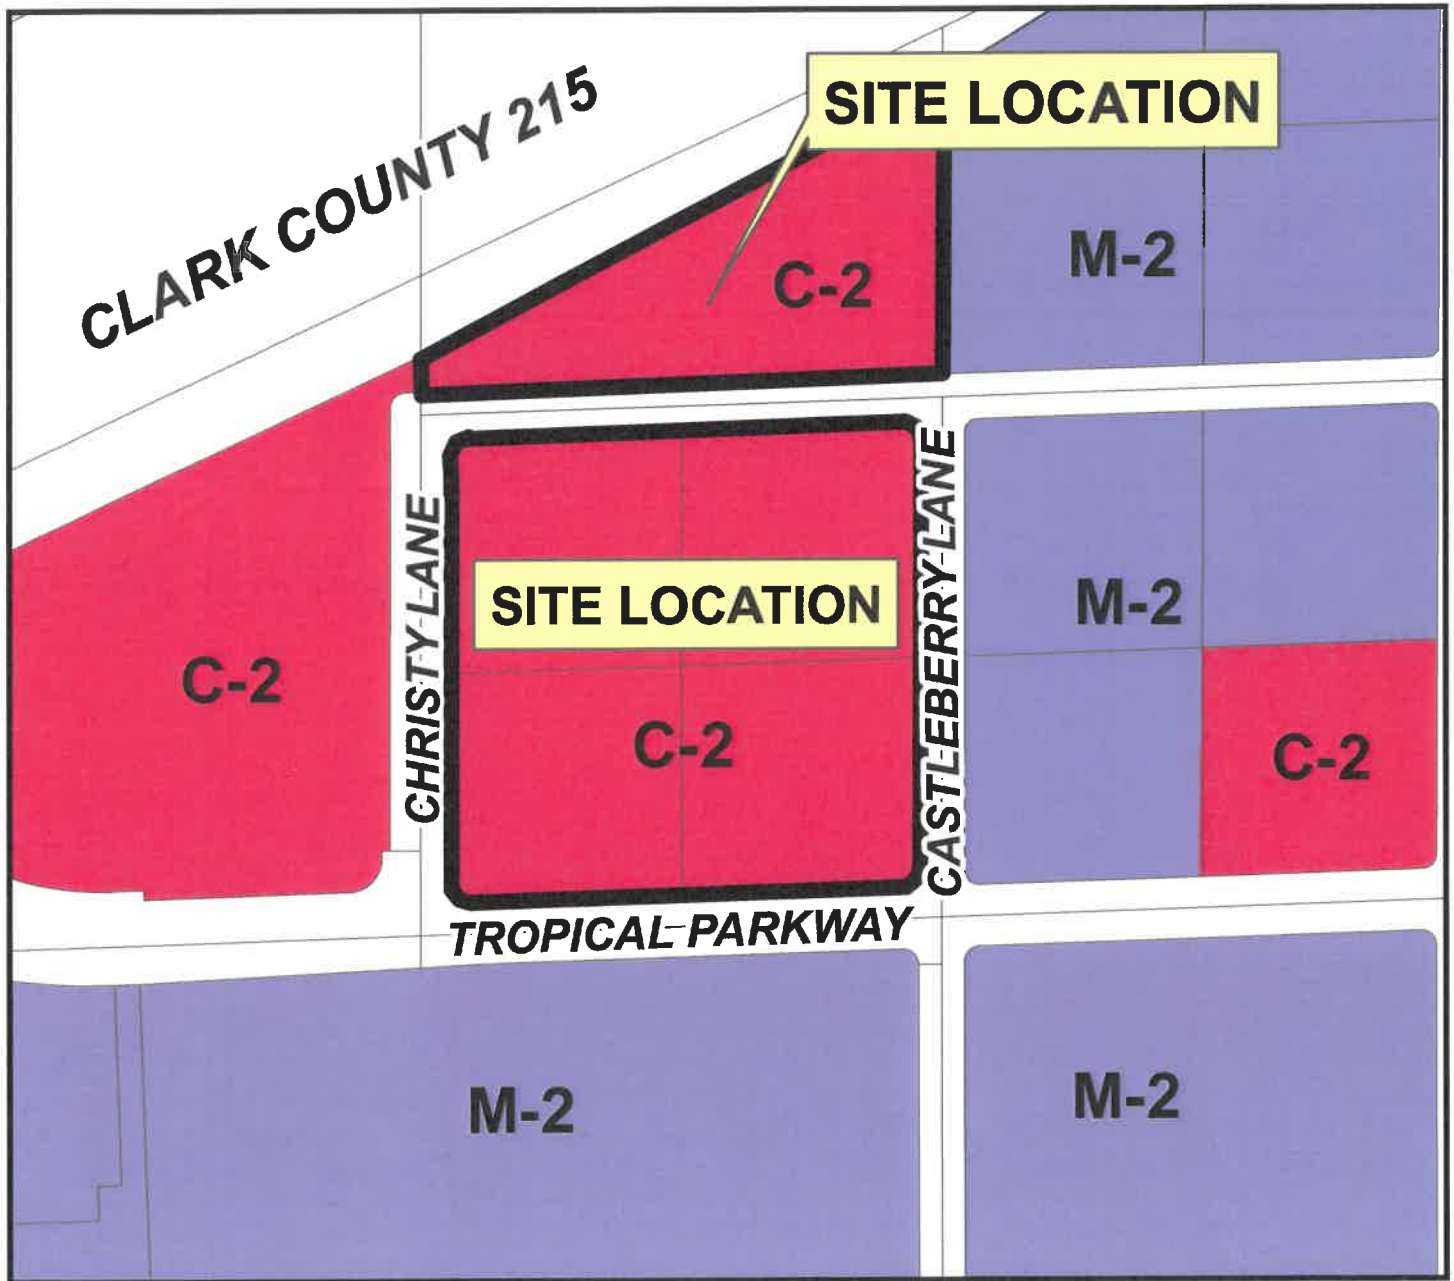 CLARK COUNTY 215
SITE LOCATION
C-2
M-2
CHRISTY LANE
CASTLEBERRY LANE
SITE LOCATION
M-2
C-2
C-2
C-2
TROPICAL PARKWAY
M-2
M-2